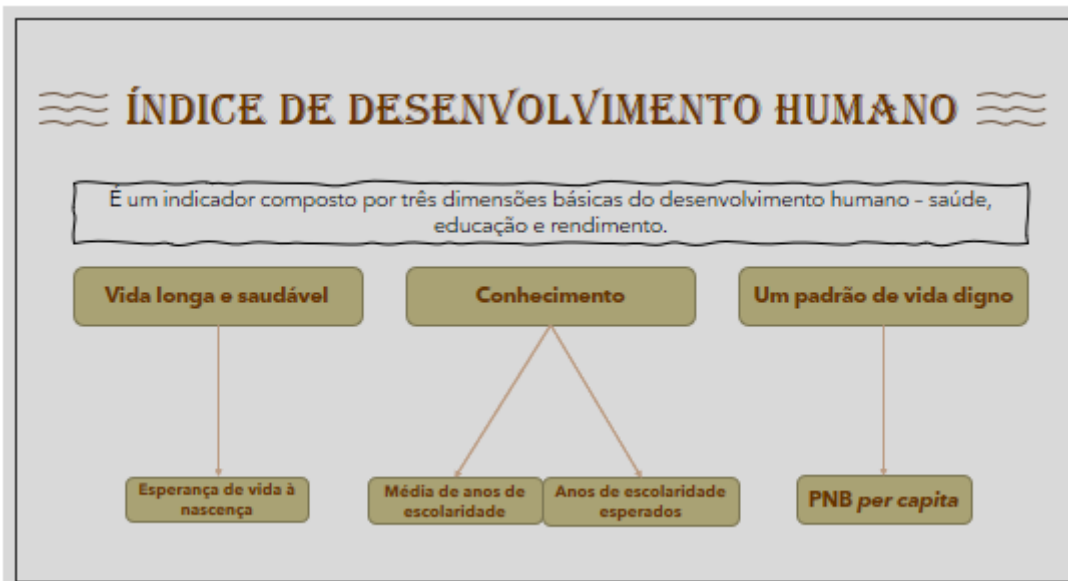 ÍNDICE DE DESENVOLVIMENTO HUMANO
É um indicador composto por três dimensões básicas do desenvolvimento humano - saúde,
educação e rendimento.
Vida longa e saudável
Conhecimento
Um padrão de vida digno
Esperança de vida à
nascença
Média de anos de
escolaridade
Anos de escolaridade
esperados
PNB per capita